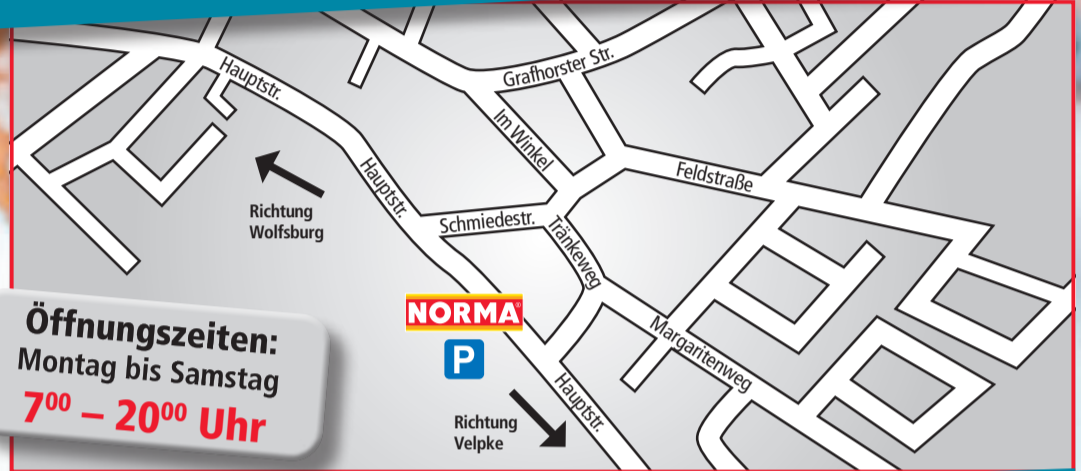 Grafhorster Str.
Hauptstr.
Im Winkel
Hauptstr.
Feldstraße
Richtung
Wolfsburg
Schmiedestr.
Tränkeweg
NORMA®
P
Margaritenweg
Hauptstr.
Richtung
Velpke
Öffnungszeiten:
Montag bis Samstag
7⁰⁰ – 20⁰⁰ Uhr